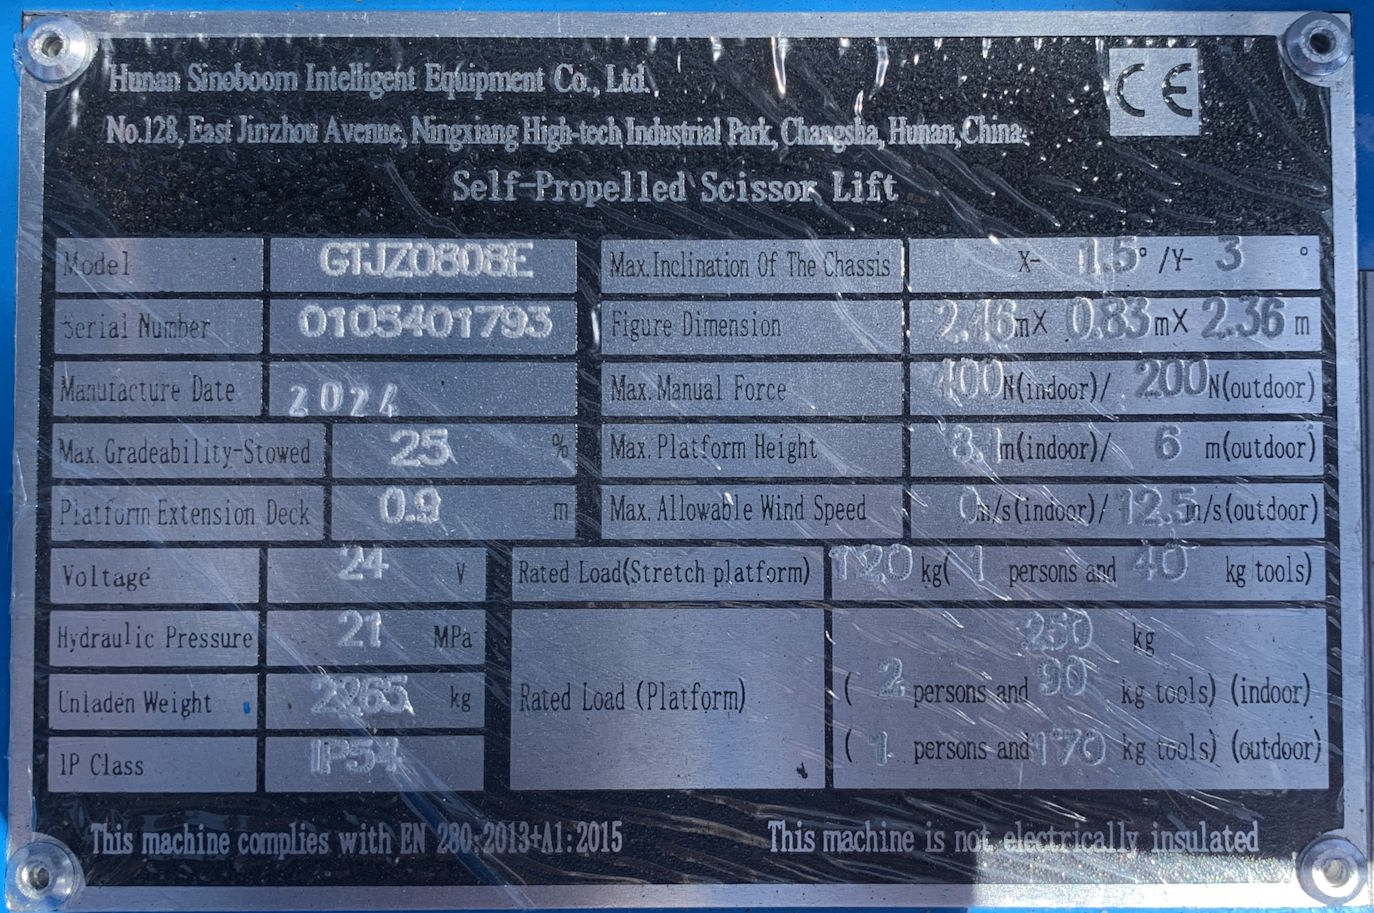 Hunan Sinoboom Intelligent Equipment Co., Ltd.
CE
No.128, East Jinzhou Avenue, Ningxiang High-tech Industrial Park, Changsha, Hunan, China.
Self-Propelled Scissor Lift
Model GTJZ0808E
Serial Number 0105401793
Manufacture Date 2024
Max. Gradeability-Stowed 25 %
Platform Extension Deck 0.9 m
Voltage 24 V
Hydraulic Pressure 21 MPa
Unladen Weight 2265 kg
IP Class IP54
Max. Inclination Of The Chassis X- 1.5° /Y- 3 °
Figure Dimension 2.46mX 0.83mX 2.36 m
Max. Manual Force 400N(indoor)/ 200N(outdoor)
Max. Platform Height 8.1m(indoor)/ 6 m(outdoor)
Max. Allowable Wind Speed 0m/s(indoor)/ 12.5m/s(outdoor)
Rated Load(Stretch platform) 120 kg( 1 persons and 40 kg tools)
Rated Load (Platform) 250 kg
( 2 persons and 90 kg tools) (indoor)
( 1 persons and 170 kg tools) (outdoor)
This machine complies with EN 280:2013+A1:2015
This machine is not electrically insulated